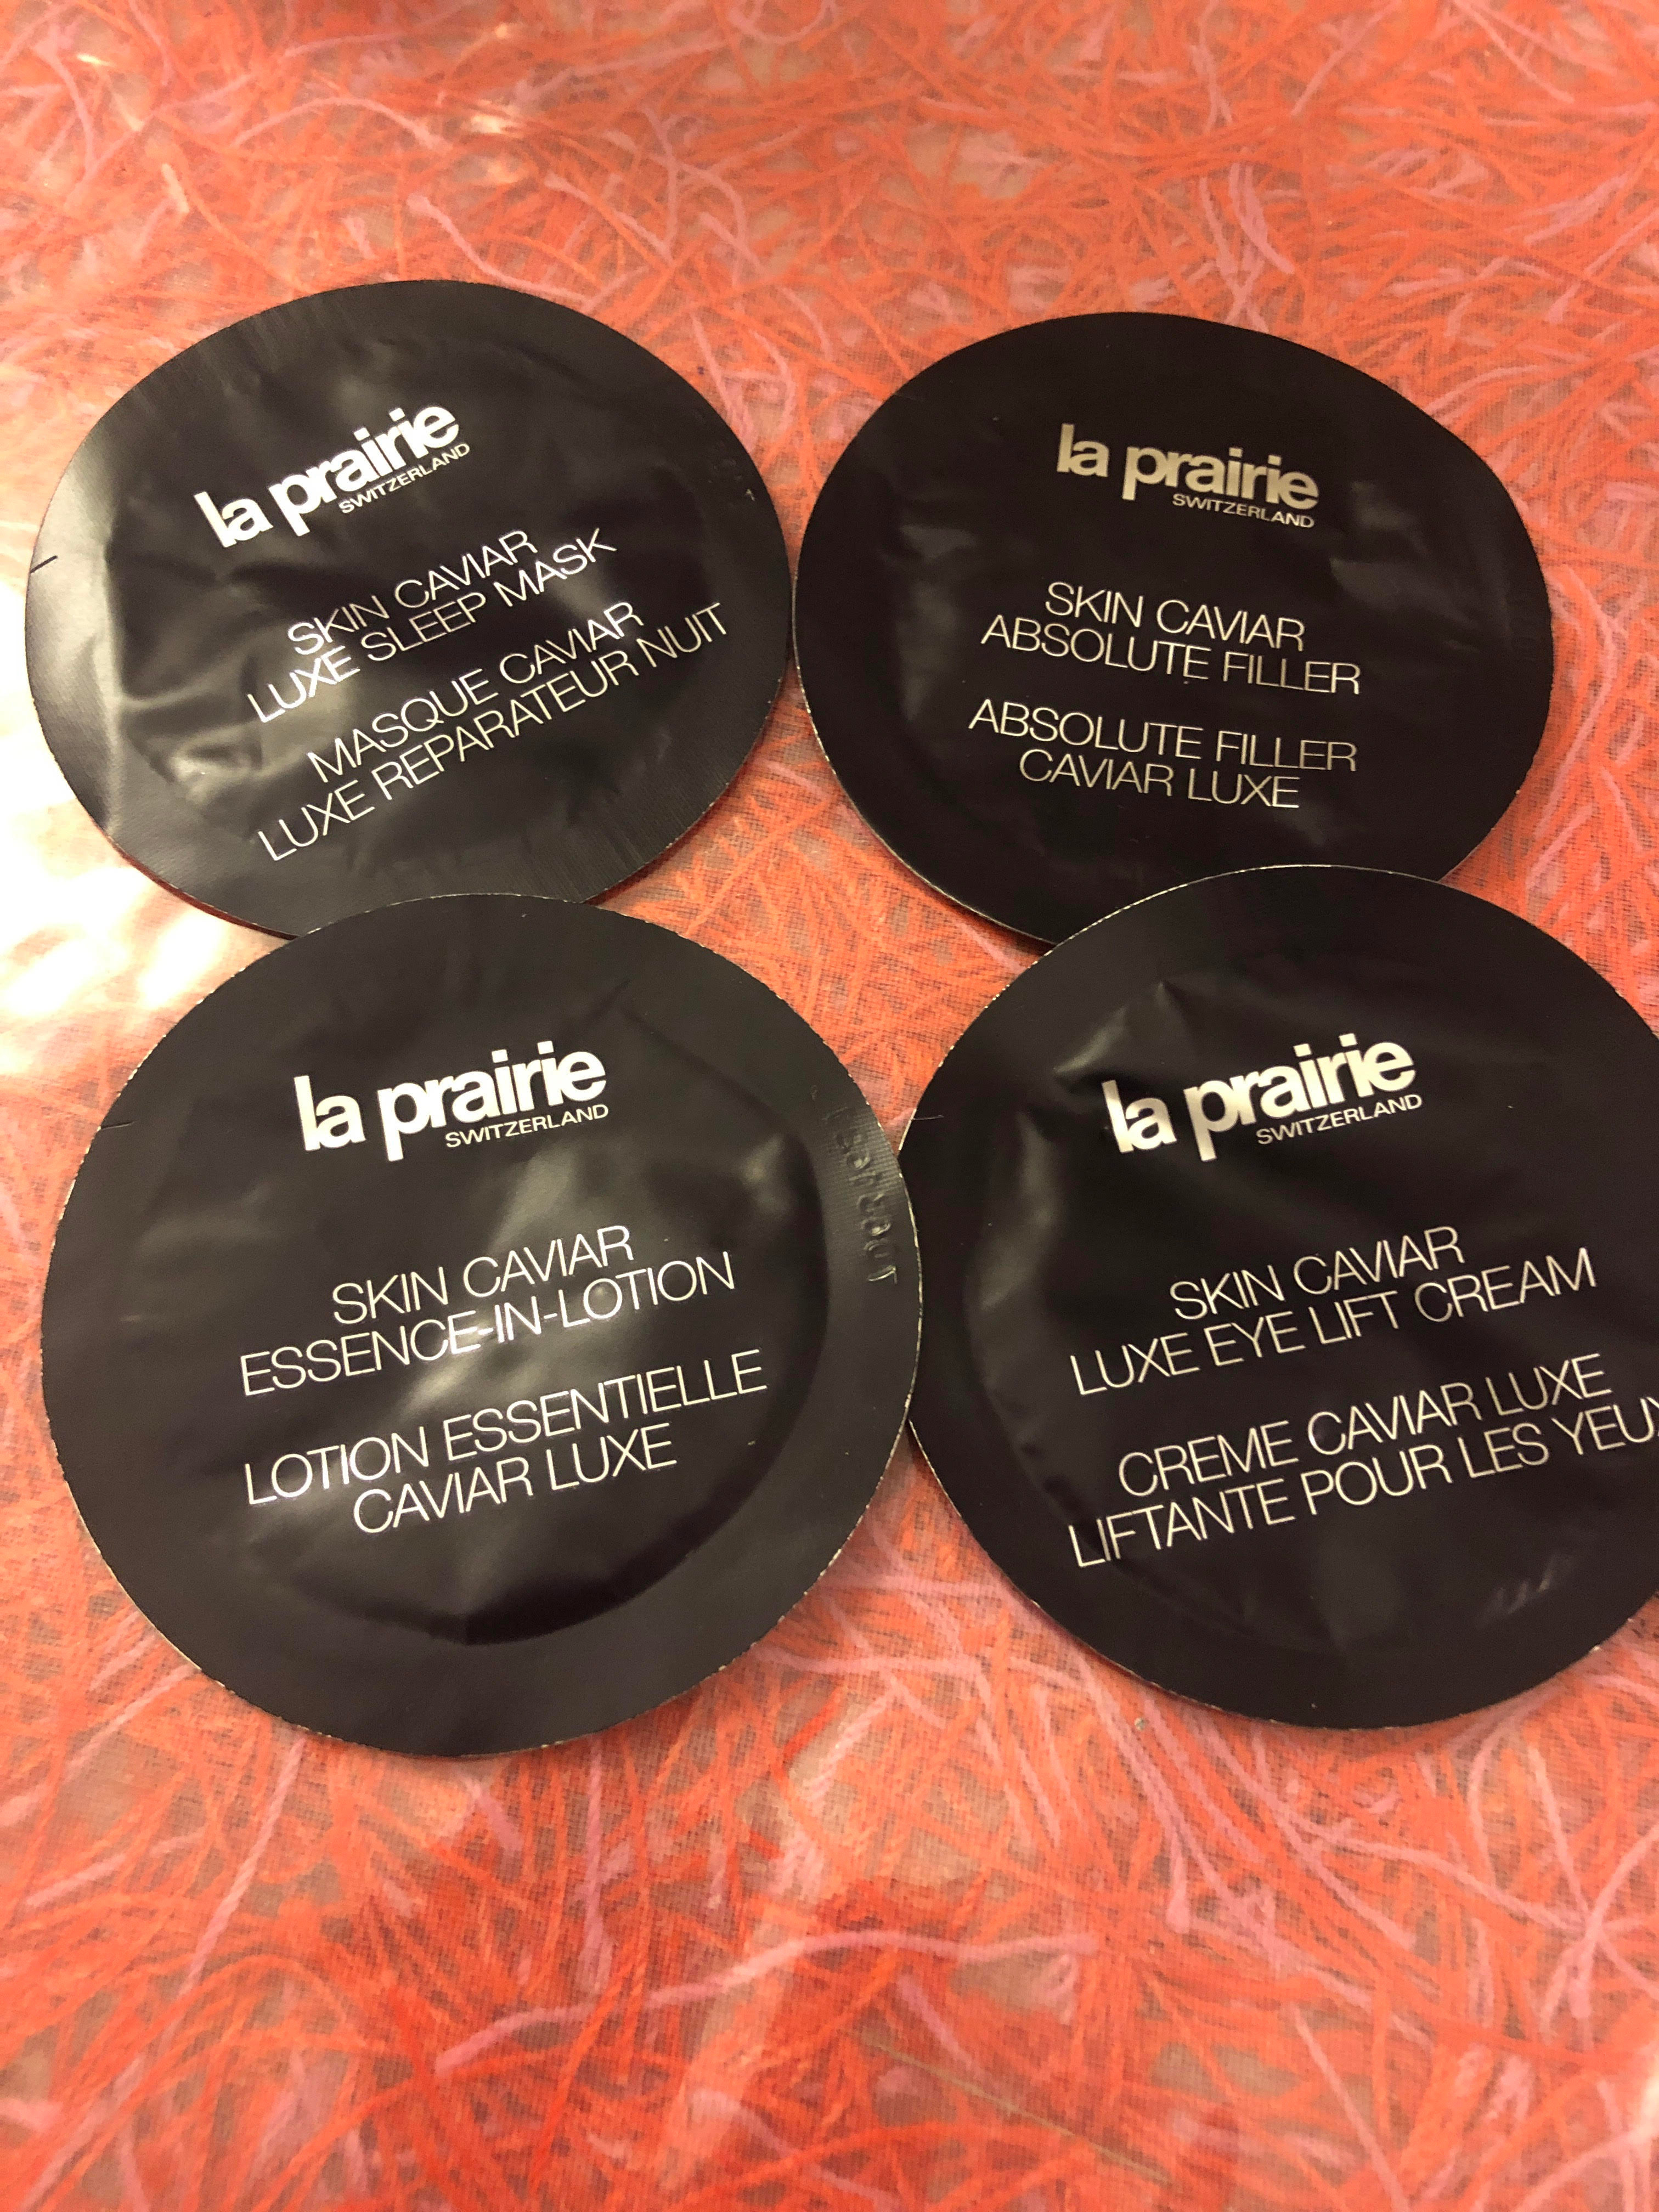 la prairie
SWITZERLAND
SKIN CAVIAR
LUXE SLEEP MASK
MASQUE CAVIAR
LUXE REPARATEUR NUIT
la prairie
SWITZERLAND
SKIN CAVIAR
ABSOLUTE FILLER
ABSOLUTE FILLER
CAVIAR LUXE
la prairie
SWITZERLAND
SKIN CAVIAR
ESSENCE-IN-LOTION
LOTION ESSENTIELLE
CAVIAR LUXE
la prairie
SWITZERLAND
SKIN CAVIAR
LUXE EYE LIFT CREAM
CREME CAVIAR LUXE
LIFTANTE POUR LES YEUX